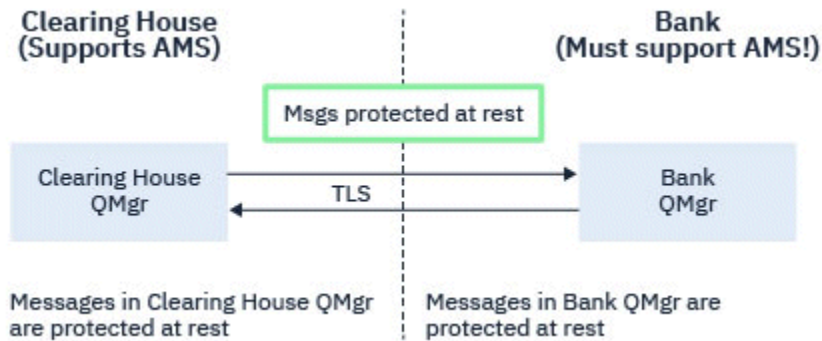 Clearing House
(Supports AMS)
Bank
(Must support AMS!)
Msgs protected at rest
Clearing House
QMgr
TLS
Bank
QMgr
Messages in Clearing House QMgr
are protected at rest
Messages in Bank QMgr are
protected at rest